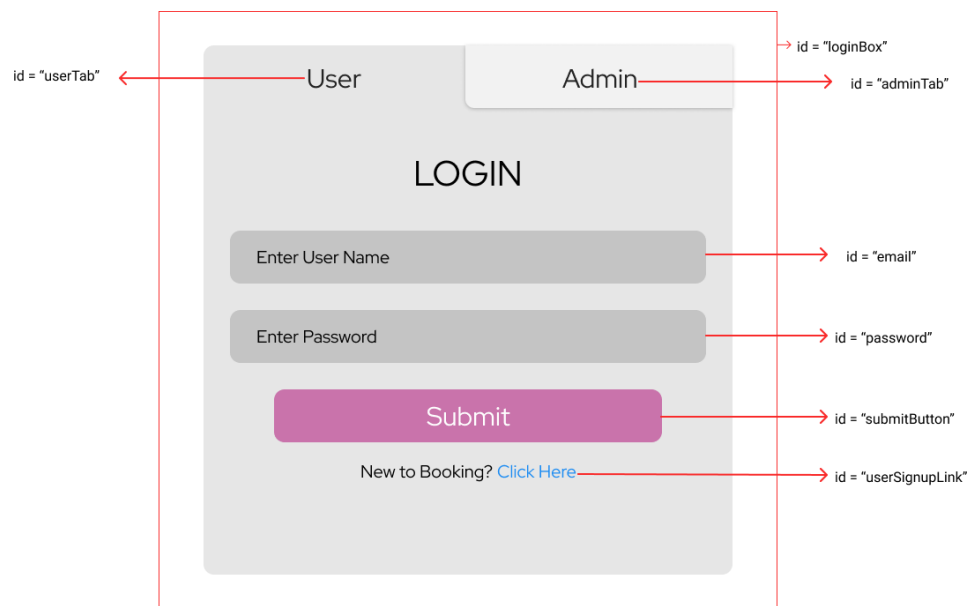 id = “loginBox”
id = “userTab”
User
Admin
id = “adminTab”
LOGIN
Enter User Name
id = “email”
Enter Password
id = “password”
Submit
id = “submitButton”
New to Booking? Click Here
id = “userSignupLink”